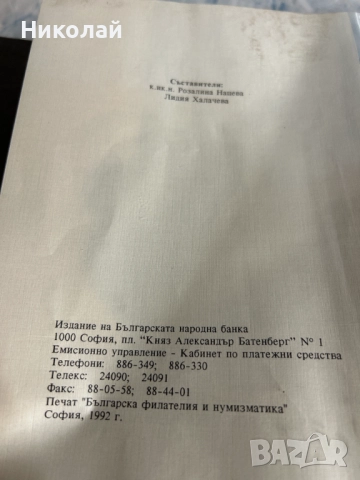 Николай
Съставители:
к.ик.н. Розалина Нацева
Лидия Халачева
Издание на Българската народна банка
1000 София, пл. "Княз Александър Батенберг" N° 1
Емисионно управление - Кабинет по платежни средства
Телефони: 886-349; 886-330
Телекс: 24090; 24091
Факс: 88-05-58; 88-44-01
Печат "Българска филателия и нумизматика"
София, 1992 г.
BAZAR